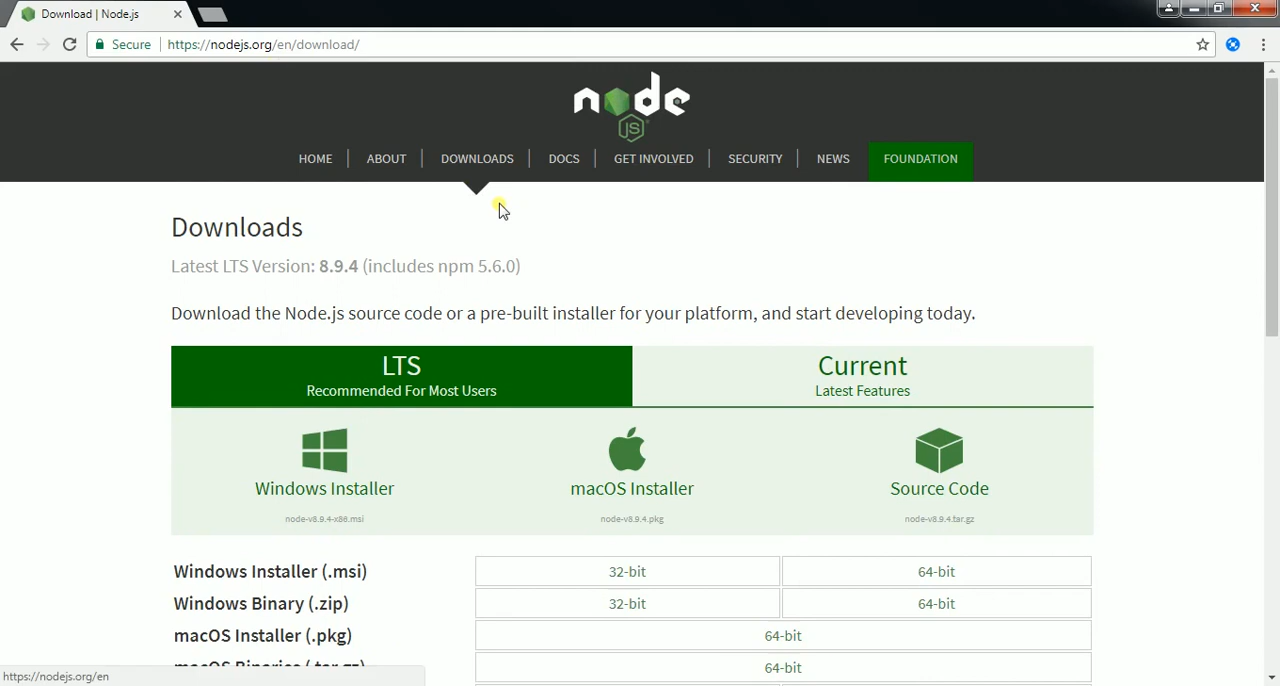 Download | Node.js
Secure https://nodejs.org/en/download/
node
JS
HOME ABOUT DOWNLOADS DOCS GET INVOLVED SECURITY NEWS FOUNDATION
Downloads
Latest LTS Version: 8.9.4 (includes npm 5.6.0)
Download the Node.js source code or a pre-built installer for your platform, and start developing today.
LTS
Recommended For Most Users
Current
Latest Features
Windows Installer
node-v8.9.4-x86.msi
macOS Installer
node-v8.9.4.pkg
Source Code
node-v8.9.4.tar.gz
Windows Installer (.msi) 32-bit 64-bit
Windows Binary (.zip) 32-bit 64-bit
macOS Installer (.pkg) 64-bit
macOS Binaries (.tar.gz) 64-bit
https://nodejs.org/en